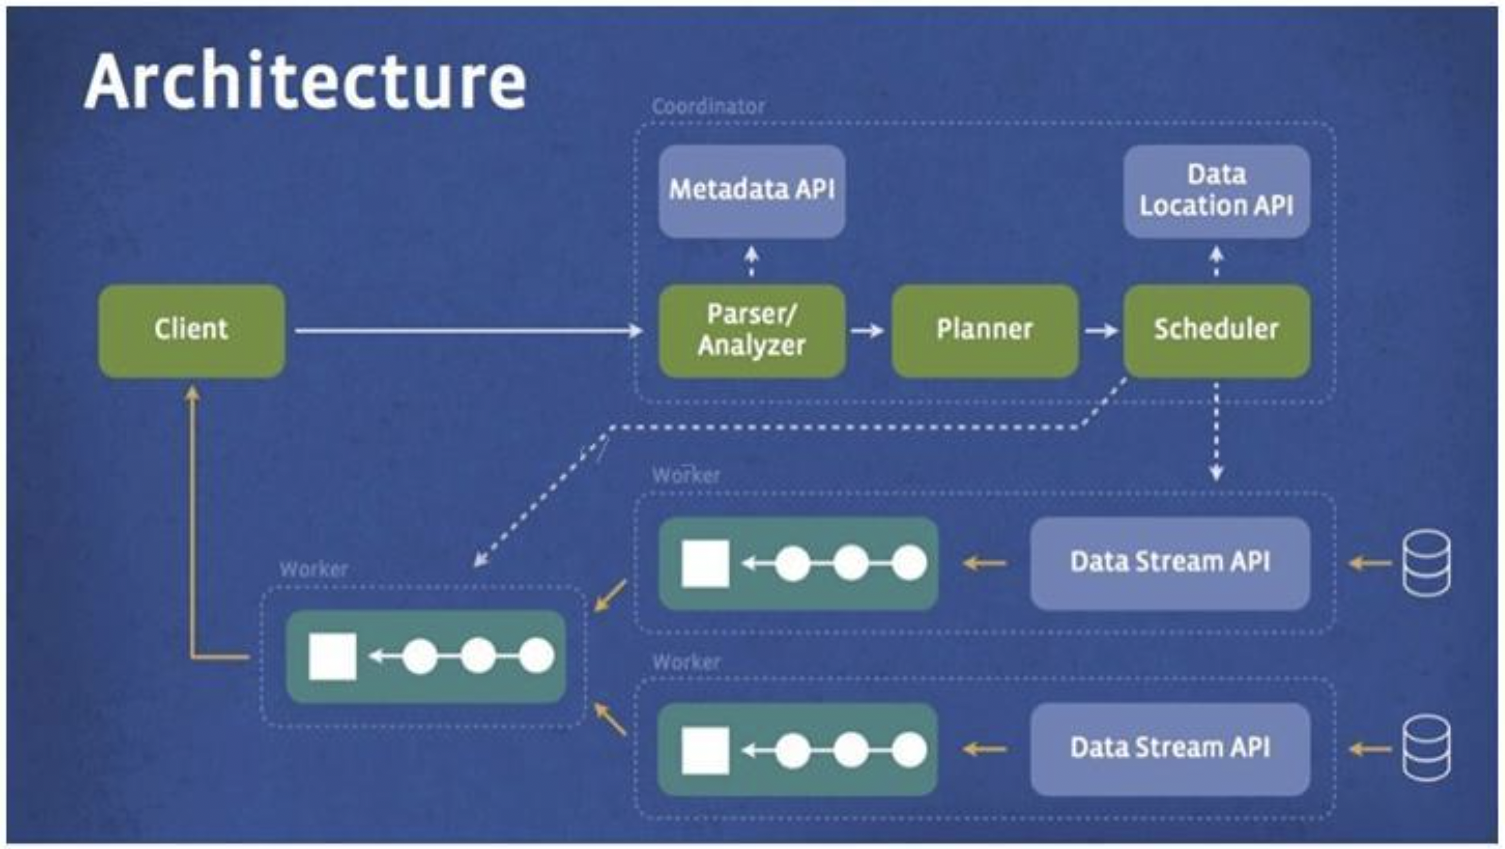 Architecture
Coordinator
Metadata API
Data
Location API
Client
Parser/
Analyzer
Planner
Scheduler
Worker
Data Stream API
Worker
Worker
Data Stream API